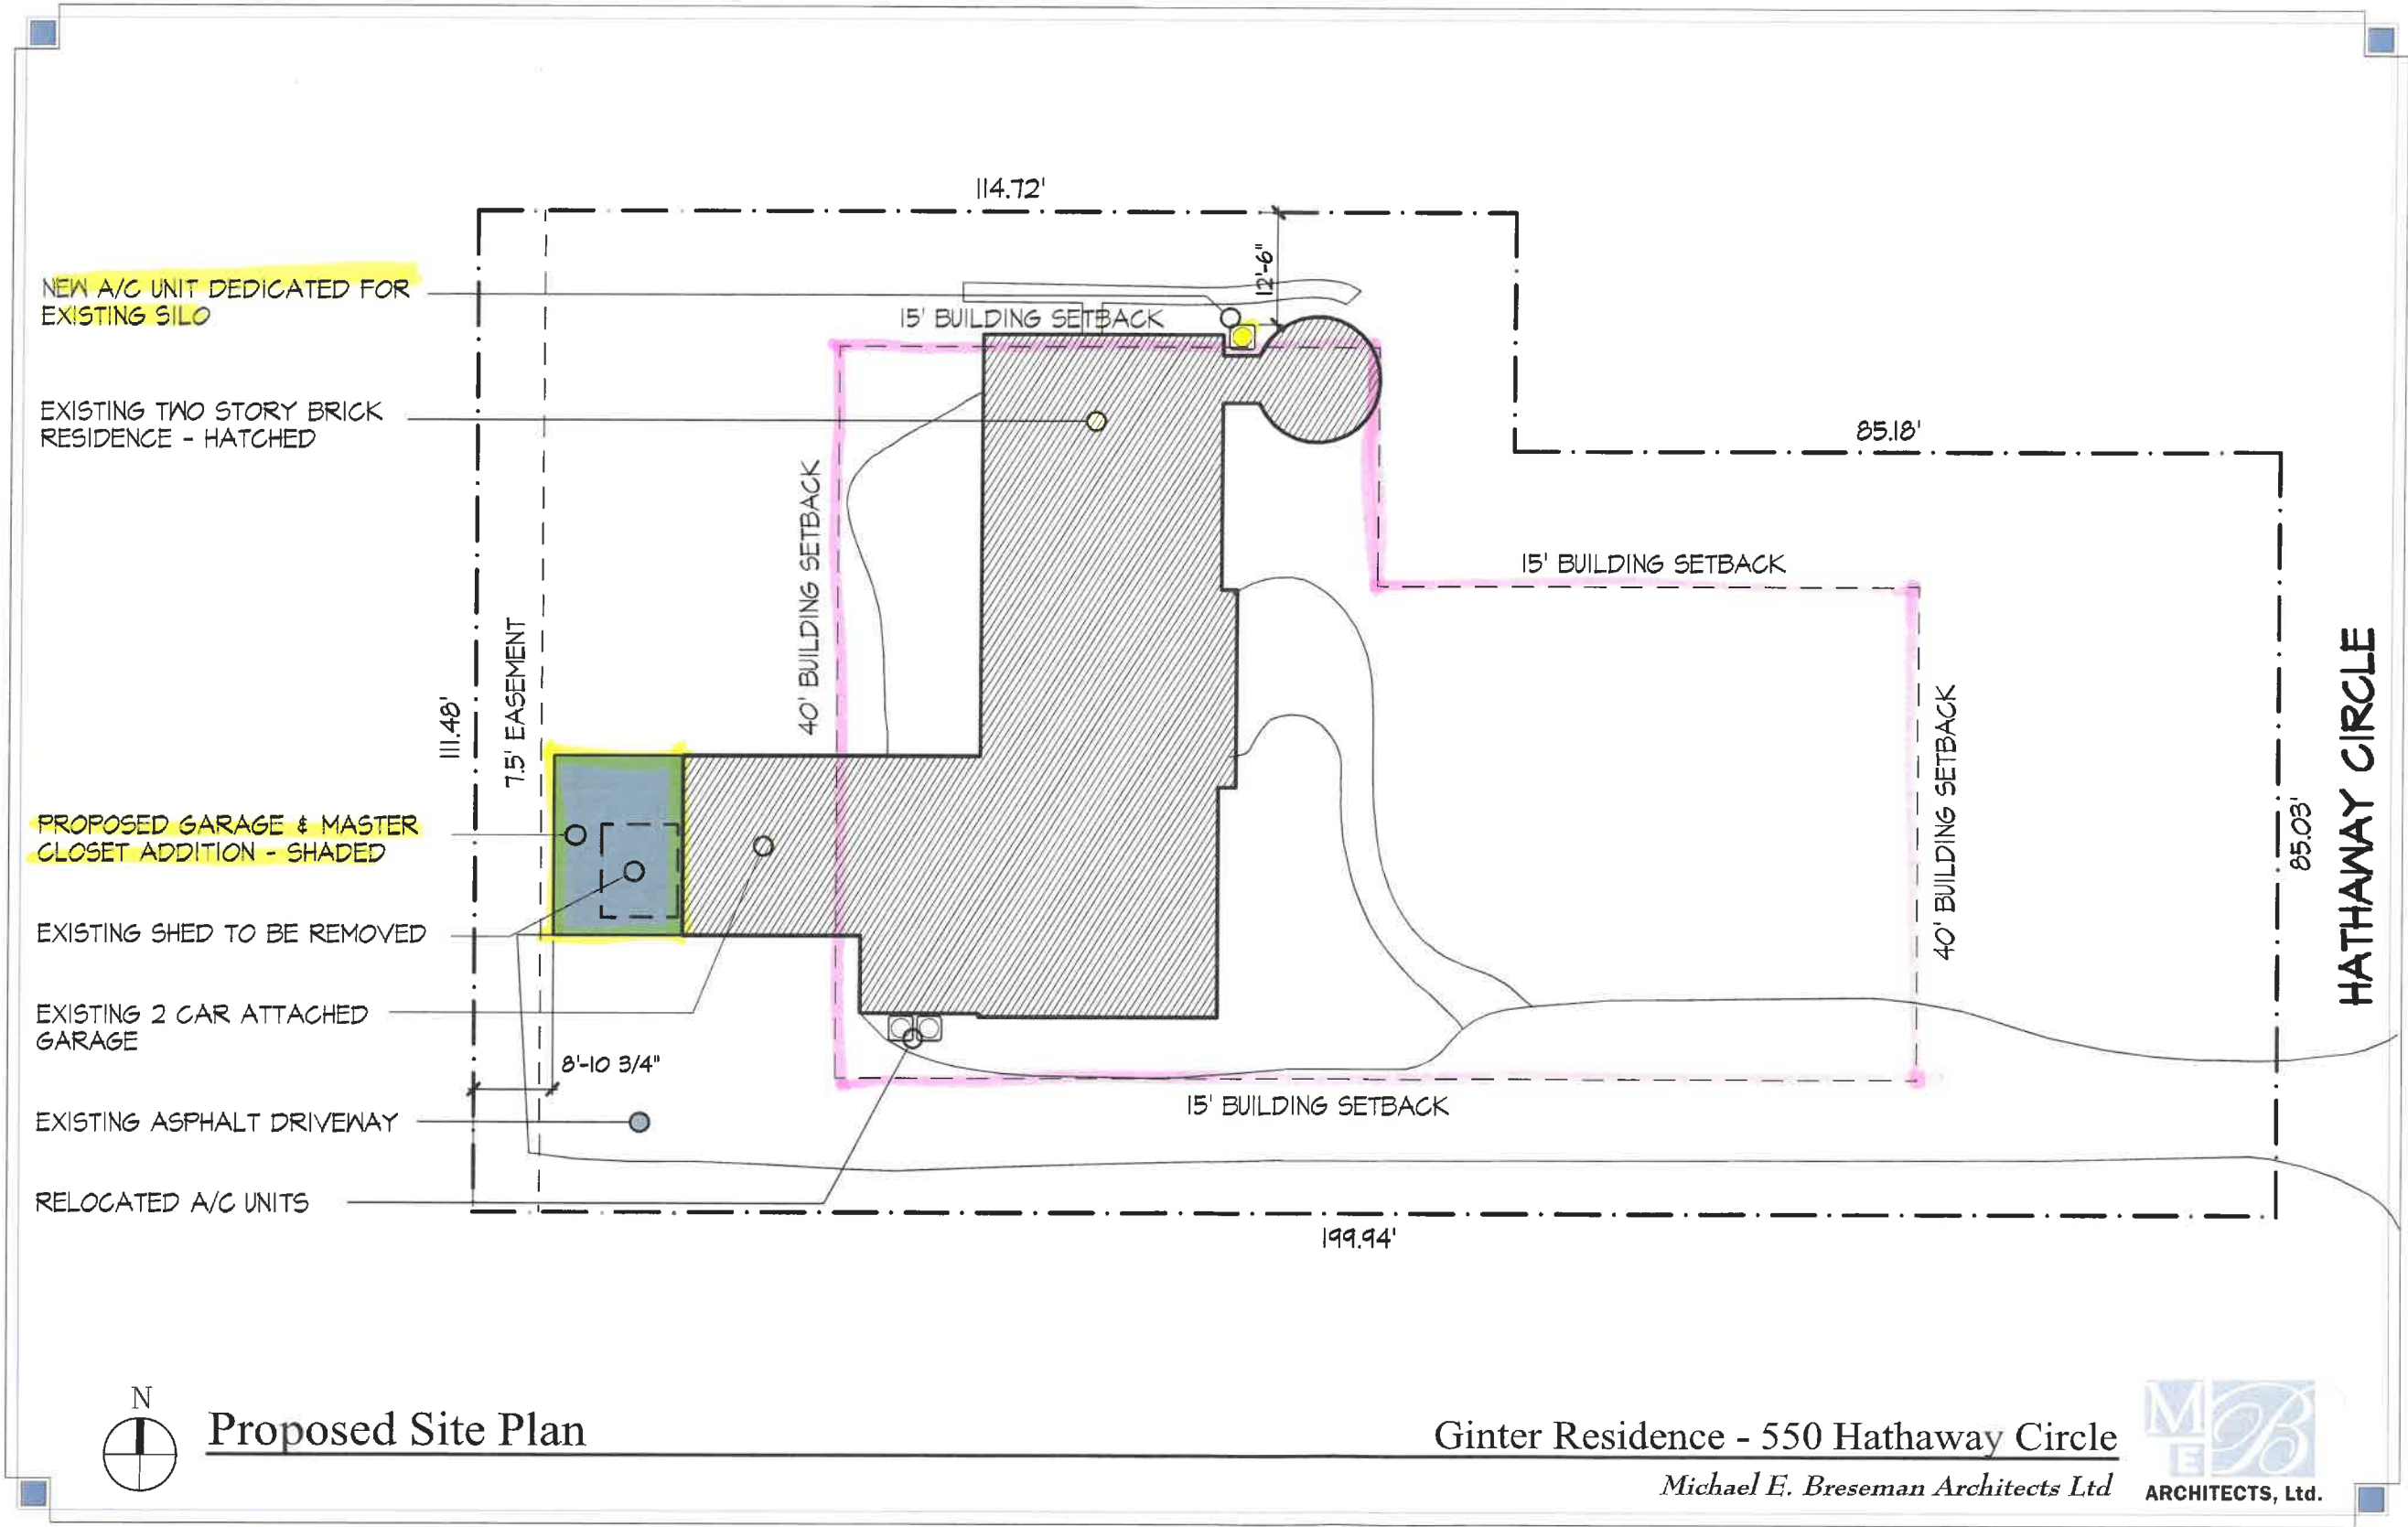 114.72'
12'-6"
NEW A/C UNIT DEDICATED FOR
EXISTING SILO
15' BUILDING SETBACK
EXISTING TWO STORY BRICK
RESIDENCE - HATCHED
85.18'
40' BUILDING SETBACK
15' BUILDING SETBACK
7.5' EASEMENT
111.48'
40' BUILDING SETBACK
85.03'
HATHAWAY CIRCLE
PROPOSED GARAGE & MASTER
CLOSET ADDITION - SHADED
EXISTING SHED TO BE REMOVED
EXISTING 2 CAR ATTACHED
GARAGE
8'-10 3/4"
15' BUILDING SETBACK
EXISTING ASPHALT DRIVEWAY
RELOCATED A/C UNITS
199.94'
N
Proposed Site Plan
Ginter Residence - 550 Hathaway Circle
Michael E. Breseman Architects Ltd
M E B
ARCHITECTS, Ltd.